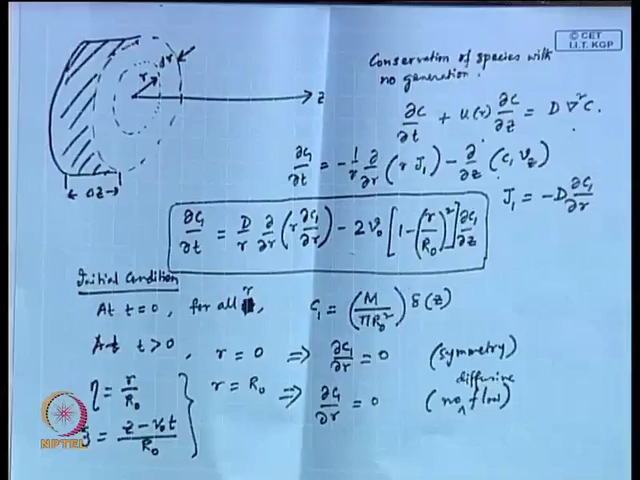 © CET
I.I.T. KGP
Conservation of species with
no generation.
∂c/∂t + u(r) ∂c/∂z = D ∇²c.
r
dr
z
Δz
∂c₁/∂t = -1/r ∂/∂r (r J₁) - ∂/∂z (c₁ v_z)
J₁ = -D ∂c₁/∂r
∂c₁/∂t = D/r ∂/∂r (r ∂c₁/∂r) - 2v₀ [1-(r/R₀)²] ∂c₁/∂z
Initial Condition
At t=0, for all r, c₁ = (M/πR₀²) δ(z)
At t>0, r=0 ⇒ ∂c₁/∂r = 0 (symmetry)
r=R₀ ⇒ ∂c₁/∂r = 0 (no diffusive flow)
η = r/R₀
= z - v₀t / R₀
NPTEL